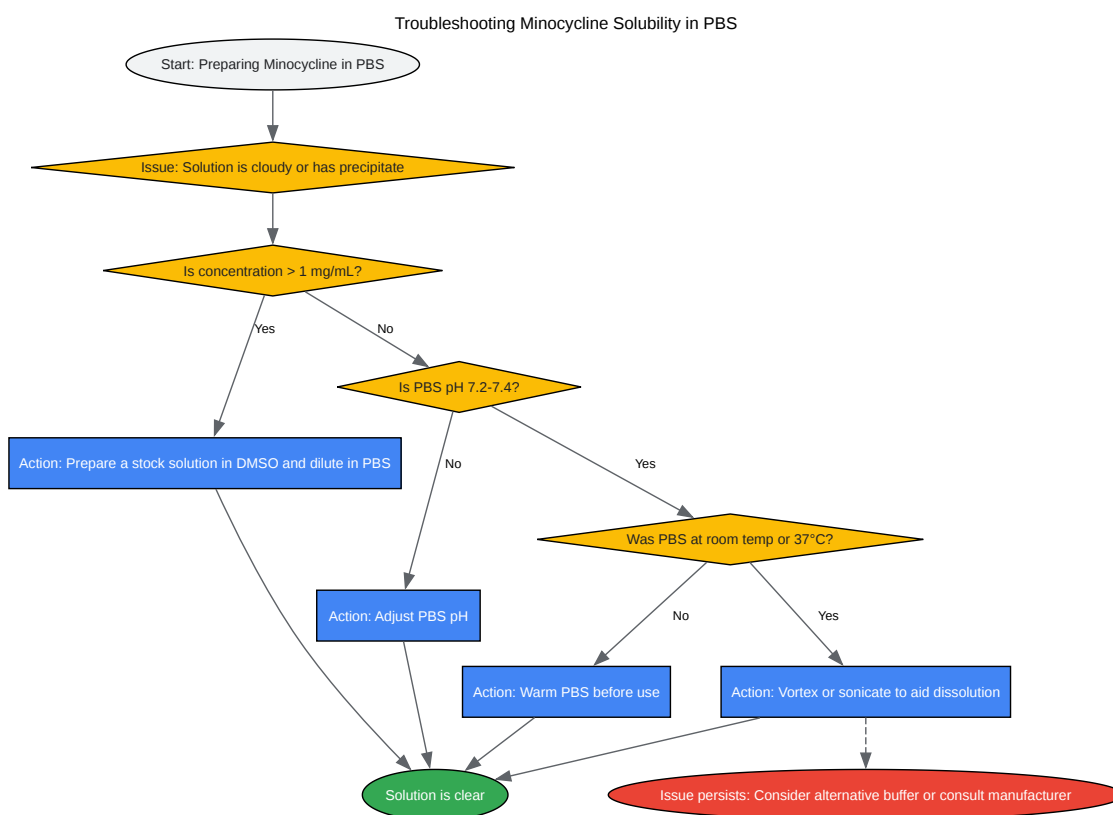 Troubleshooting Minocycline Solubility in PBS
Start: Preparing Minocycline in PBS
Issue: Solution is cloudy or has precipitate
Is concentration > 1 mg/mL?
Yes
No
Is PBS pH 7.2-7.4?
Action: Prepare a stock solution in DMSO and dilute in PBS
No
Yes
Was PBS at room temp or 37°C?
Action: Adjust PBS pH
No
Yes
Action: Warm PBS before use
Action: Vortex or sonicate to aid dissolution
Solution is clear
Issue persists: Consider alternative buffer or consult manufacturer